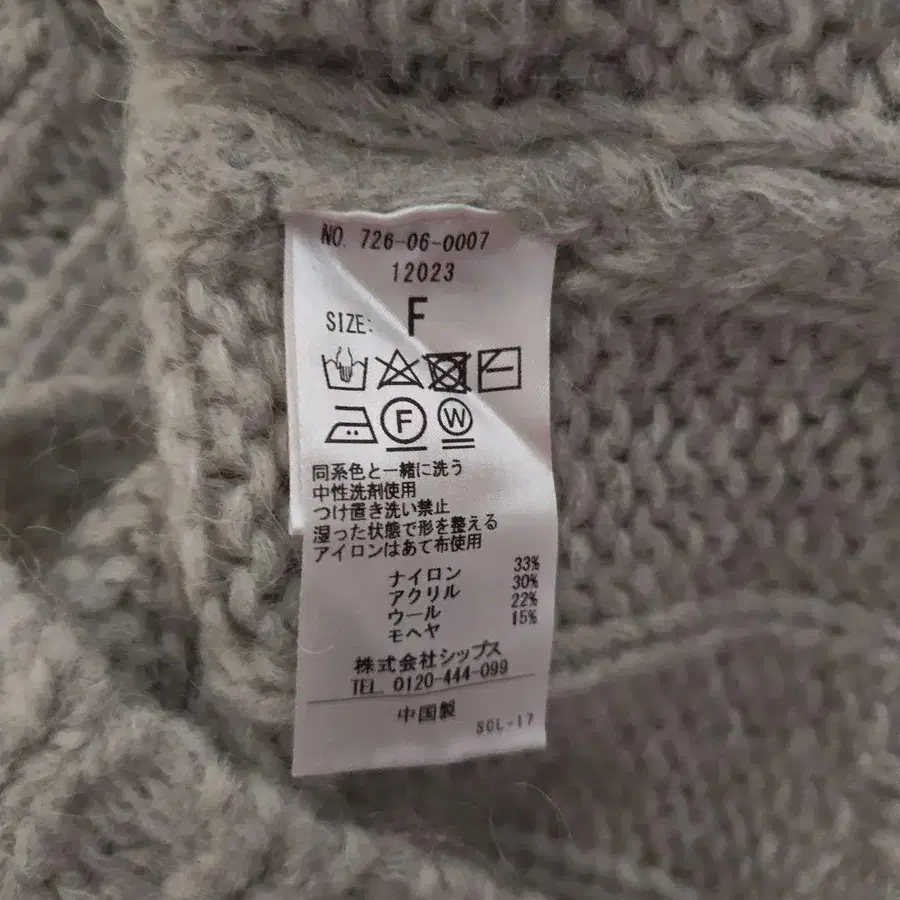 NO. 726-06-0007
12023
SIZE: F
F W
同系色と一緒に洗う
中性洗剤使用
つけ置き洗い禁止
湿った状態で形を整える
アイロンはあて布使用
ナイロン 33%
アクリル 30%
ウール 22%
モヘヤ 15%
株式会社シップス
TEL. 0120-444-099
中国製
SCL-17